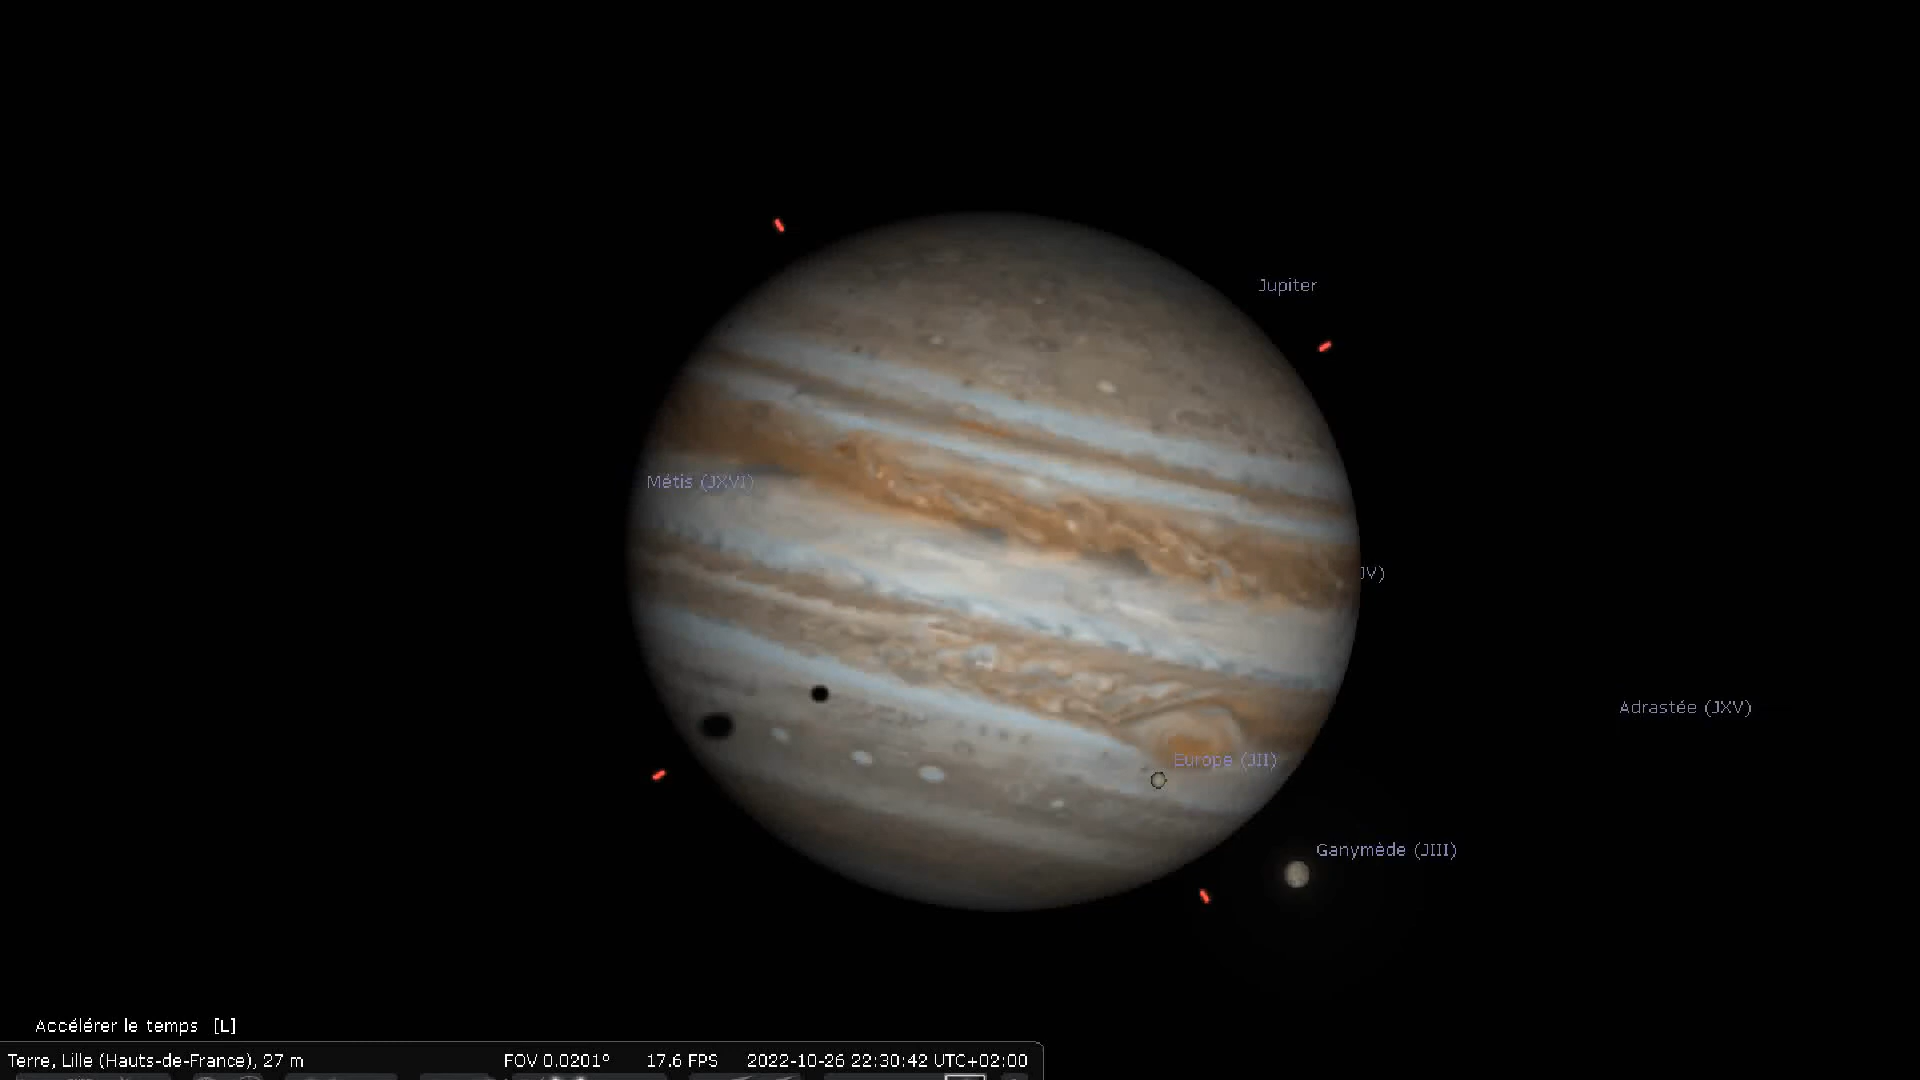 Jupiter
Métis (JXVI)
JV)
Adrastée (JXV)
Europe (JII)
Ganymède (JIII)
Accélérer le temps [L]
Terre, Lille (Hauts-de-France), 27 m FOV 0.0201° 17.6 FPS 2022-10-26 22:30:42 UTC+02:00